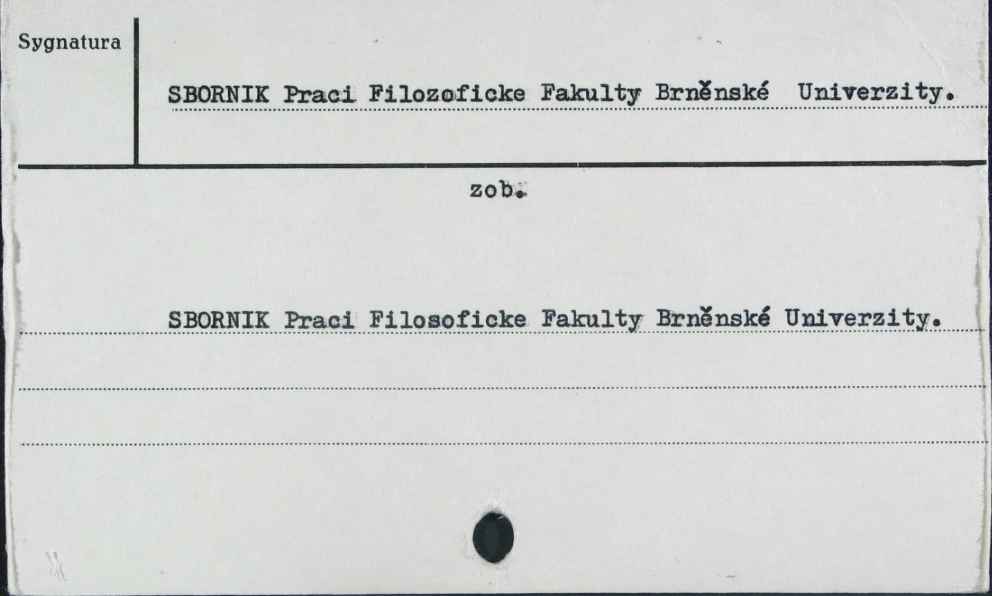 Sygnatura
SBORNIK Praci Filozoficke Fakulty Brněnské Univerzity.
zob.
SBORNIK Praci Filosoficke Fakulty Brněnské Univerzity.